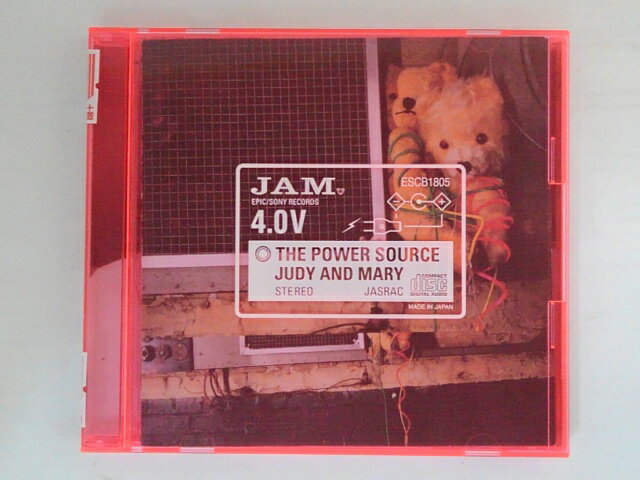 JAM
ESCB1805
EPIC/SONY RECORDS
4.0V
THE POWER SOURCE
JUDY AND MARY
STEREO JASRAC
COMPACT
disc
DIGITAL AUDIO
MADE IN JAPAN